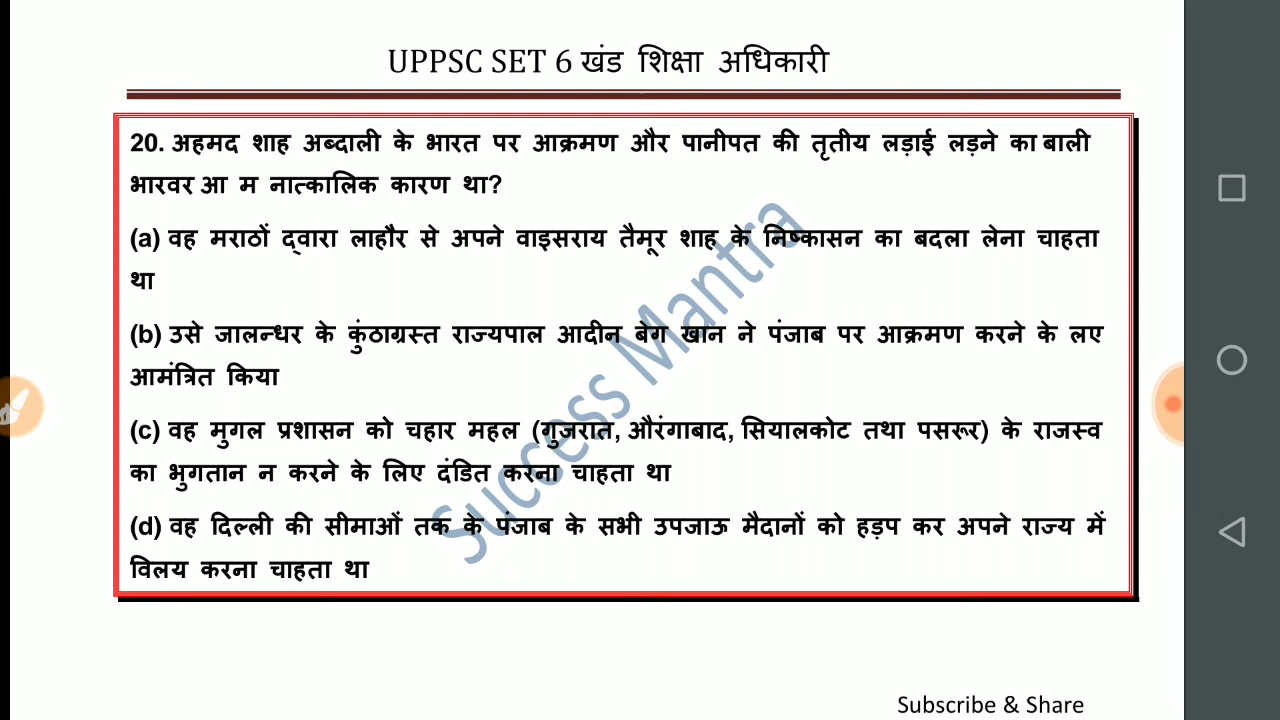 UPPSC SET 6 खंड शिक्षा अधिकारी
20. अहमद शाह अब्दाली के भारत पर आक्रमण और पानीपत की तृतीय लड़ाई लड़ने का बाली
भारवर आ म नात्कालिक कारण था?
(a) वह मराठों द्वारा लाहौर से अपने वाइसराय तैमूर शाह के निष्कासन का बदला लेना चाहता
था
(b) उसे जालन्धर के कुंठाग्रस्त राज्यपाल आदीन बेग खान ने पंजाब पर आक्रमण करने के लए
आमंत्रित किया
(c) वह मुगल प्रशासन को चहार महल (गुजरात, औरंगाबाद, सियालकोट तथा पसरूर) के राजस्व
का भुगतान न करने के लिए दंडित करना चाहता था
(d) वह दिल्ली की सीमाओं तक के पंजाब के सभी उपजाऊ मैदानों को हड़प कर अपने राज्य में
विलय करना चाहता था
Success Mantra
Subscribe & Share